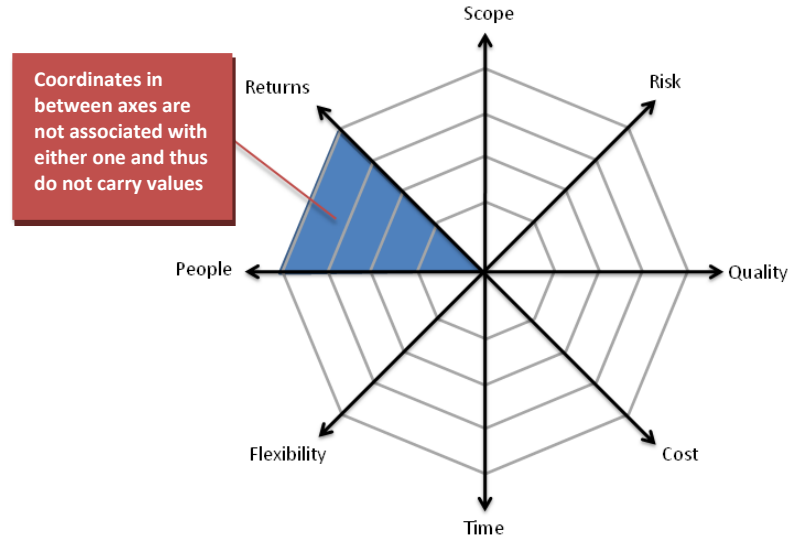 Scope
Risk
Returns
Coordinates in
between axes are
not associated with
either one and thus
do not carry values
People
Quality
Flexibility
Cost
Time